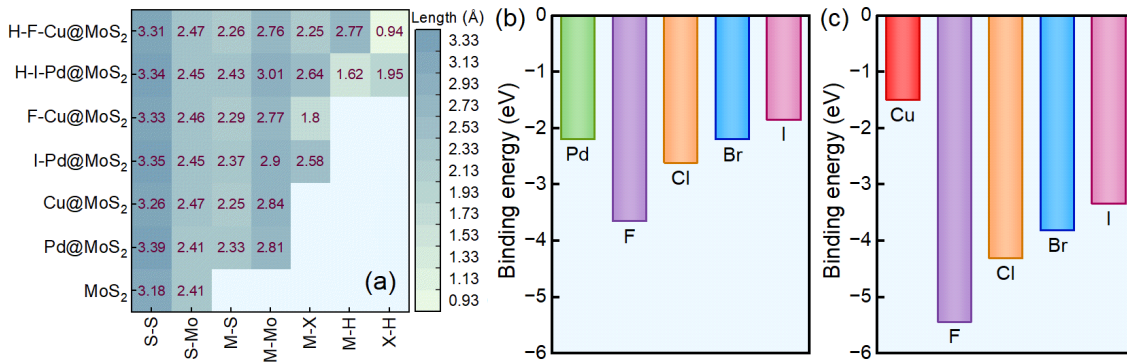 Length (Å)
H-F-Cu@MoS2 3.31 2.47 2.26 2.76 2.25 2.77 0.94
H-I-Pd@MoS2 3.34 2.45 2.43 3.01 2.64 1.62 1.95
F-Cu@MoS2 3.33 2.46 2.29 2.77 1.8
I-Pd@MoS2 3.35 2.45 2.37 2.9 2.58
Cu@MoS2 3.26 2.47 2.25 2.84
Pd@MoS2 3.39 2.41 2.33 2.81
MoS2 3.18 2.41
S-S S-Mo M-S M-Mo M-X M-H X-H
(a)
3.33
3.13
2.93
2.73
2.53
2.33
2.13
1.93
1.73
1.53
1.33
1.13
0.93
(b)
Binding energy (eV)
0
−1
−2
−3
−4
−5
−6
Pd
F
Cl
Br
I
(c)
Binding energy (eV)
0
−1
−2
−3
−4
−5
−6
Cu
F
Cl
Br
I